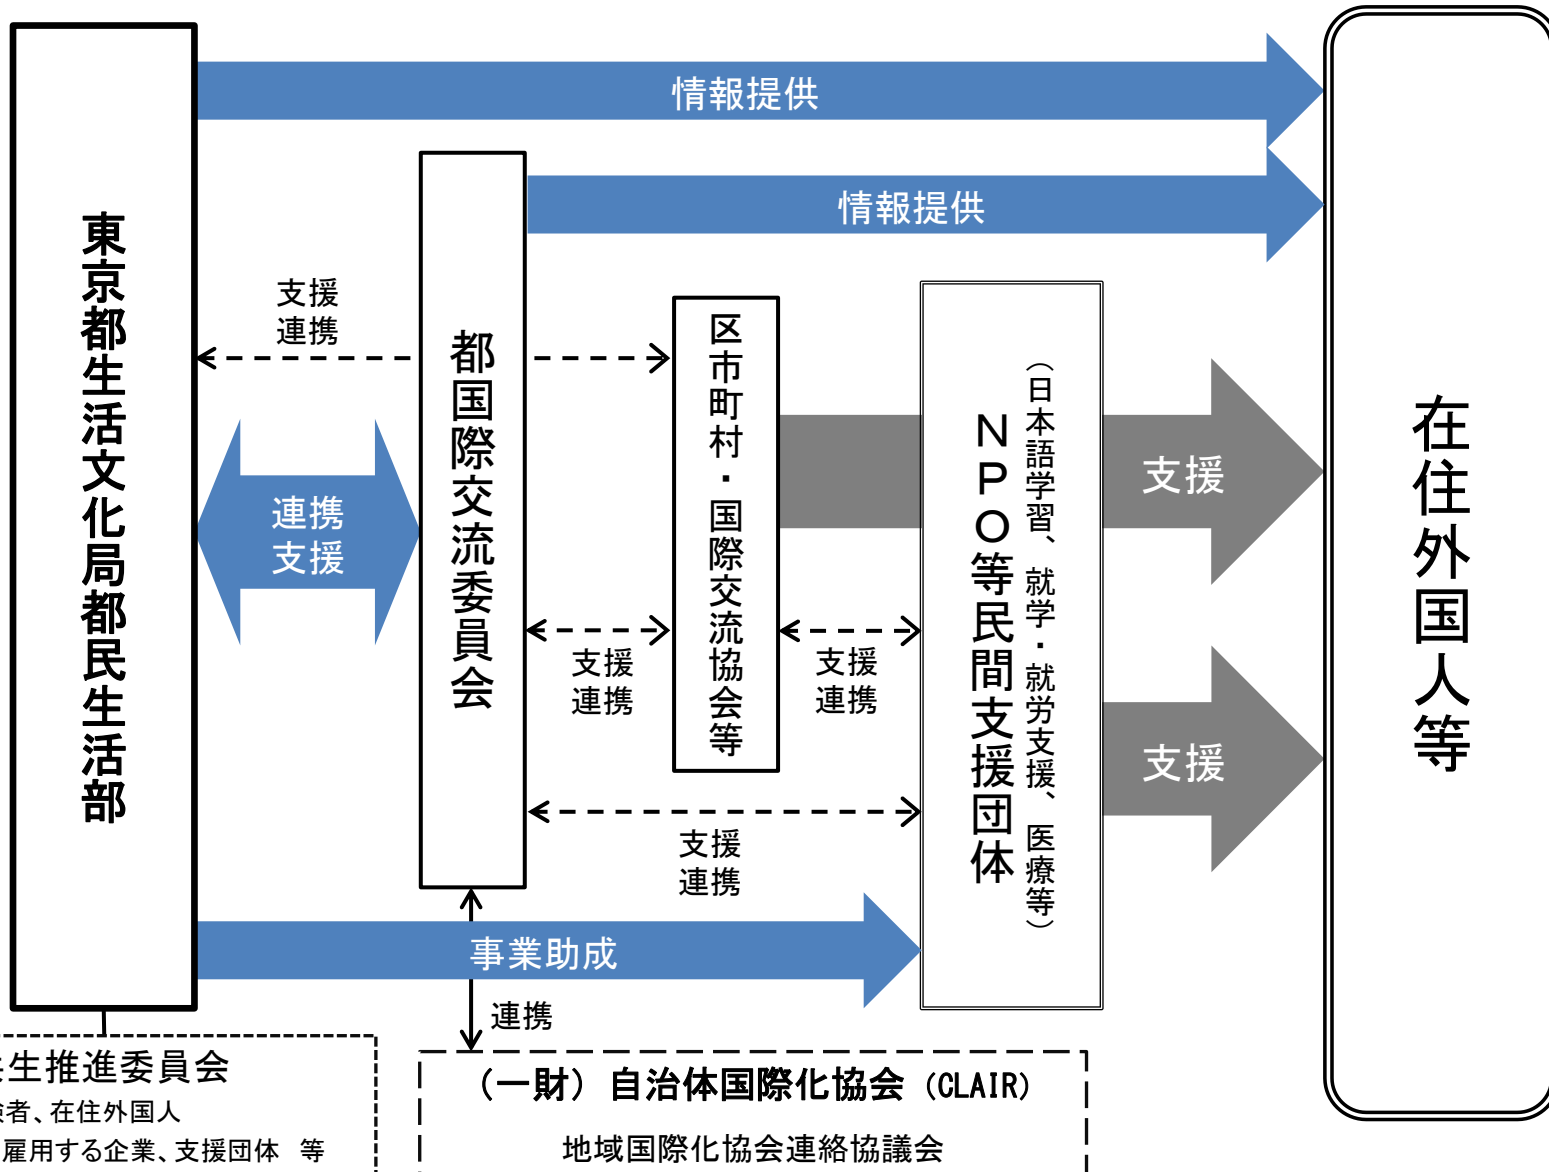 東京都生活文化局都民生活部
情報提供
情報提供
都国際交流委員会
支援
連携
連携
支援
区市町村・国際交流協会等
支援
連携
支援
連携
支援
連携
NPO等民間支援団体
（日本語学習、就学・就労支援、医療等）
支援
支援
在住外国人等
事業助成
連携
生推進委員会
者、在住外国人
雇用する企業、支援団体　等
（一財）自治体国際化協会（CLAIR）
地域国際化協会連絡協議会